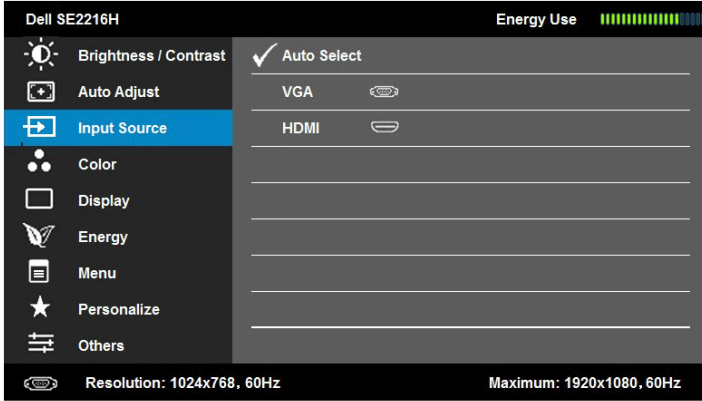 Dell SE2216H Energy Use
Brightness / Contrast Auto Select
Auto Adjust VGA
Input Source HDMI
Color
Display
Energy
Menu
Personalize
Others
Resolution: 1024x768, 60Hz Maximum: 1920x1080, 60Hz